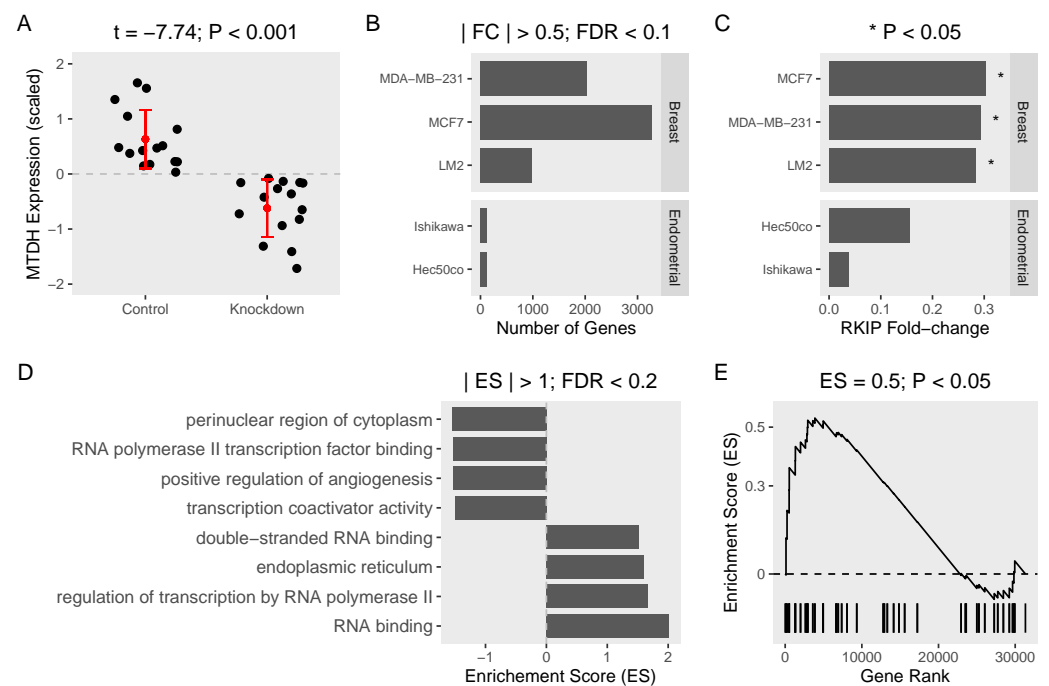 A
t = −7.74; P < 0.001
MTDH Expression (scaled)
2
1
0
−1
−2
Control
Knockdown
B
| FC | > 0.5; FDR < 0.1
MDA−MB−231
MCF7
LM2
Breast
Ishikawa
Hec50co
Endometrial
0
1000
2000
3000
Number of Genes
C
* P < 0.05
MCF7
*
MDA−MB−231
*
LM2
*
Breast
Hec50co
Ishikawa
Endometrial
0.0
0.1
0.2
0.3
RKIP Fold−change
D
| ES | > 1; FDR < 0.2
perinuclear region of cytoplasm
RNA polymerase II transcription factor binding
positive regulation of angiogenesis
transcription coactivator activity
double−stranded RNA binding
endoplasmic reticulum
regulation of transcription by RNA polymerase II
RNA binding
−1
0
1
2
Enrichement Score (ES)
E
ES = 0.5; P < 0.05
Enrichment Score (ES)
0.5
0.3
0
0
10000
20000
30000
Gene Rank